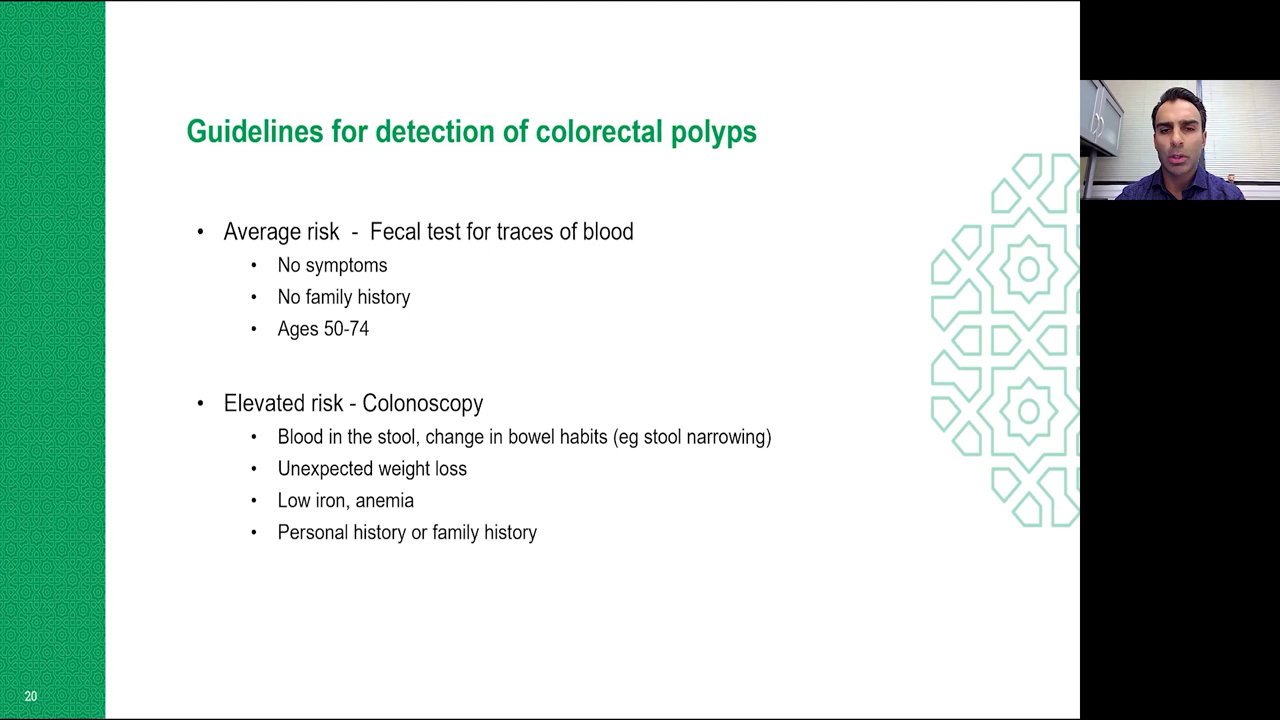 Guidelines for detection of colorectal polyps
• Average risk - Fecal test for traces of blood
• No symptoms
• No family history
• Ages 50-74
• Elevated risk - Colonoscopy
• Blood in the stool, change in bowel habits (eg stool narrowing)
• Unexpected weight loss
• Low iron, anemia
• Personal history or family history
20